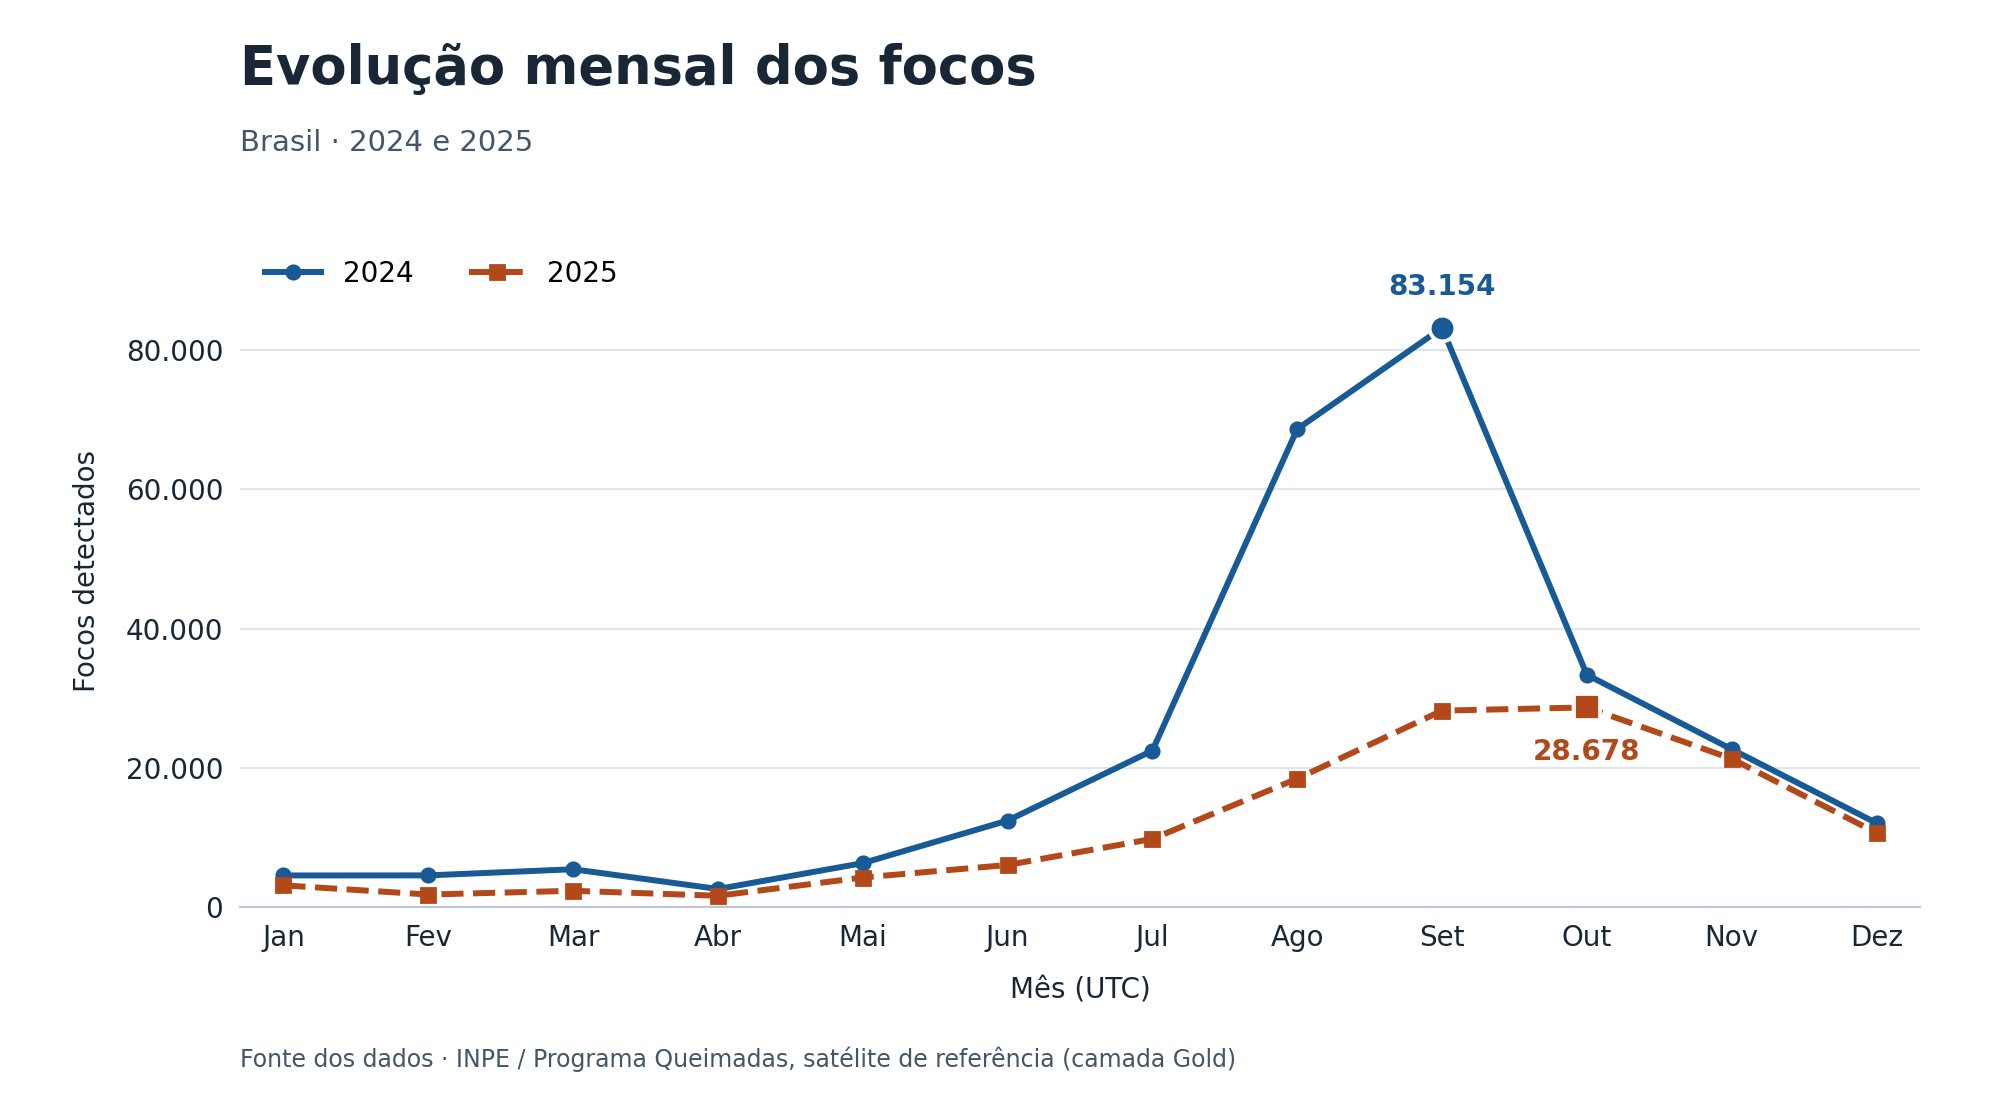 Evolução mensal dos focos
Brasil · 2024 e 2025
2024
2025
83.154
28.678
Focos detectados
80.000
60.000
40.000
20.000
0
Jan Fev Mar Abr Mai Jun Jul Ago Set Out Nov Dez
Mês (UTC)
Fonte dos dados · INPE / Programa Queimadas, satélite de referência (camada Gold)